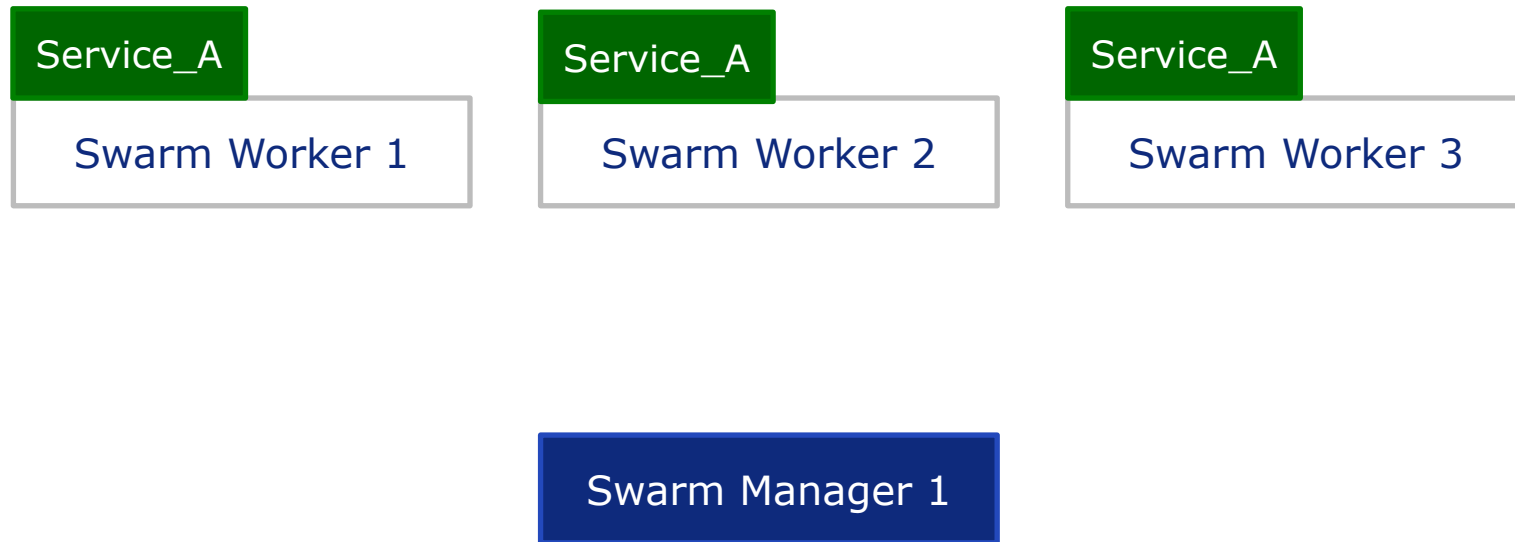 Service_A
Service_A
Service_A
Swarm Worker 1
Swarm Worker 2
Swarm Worker 3
Swarm Manager 1